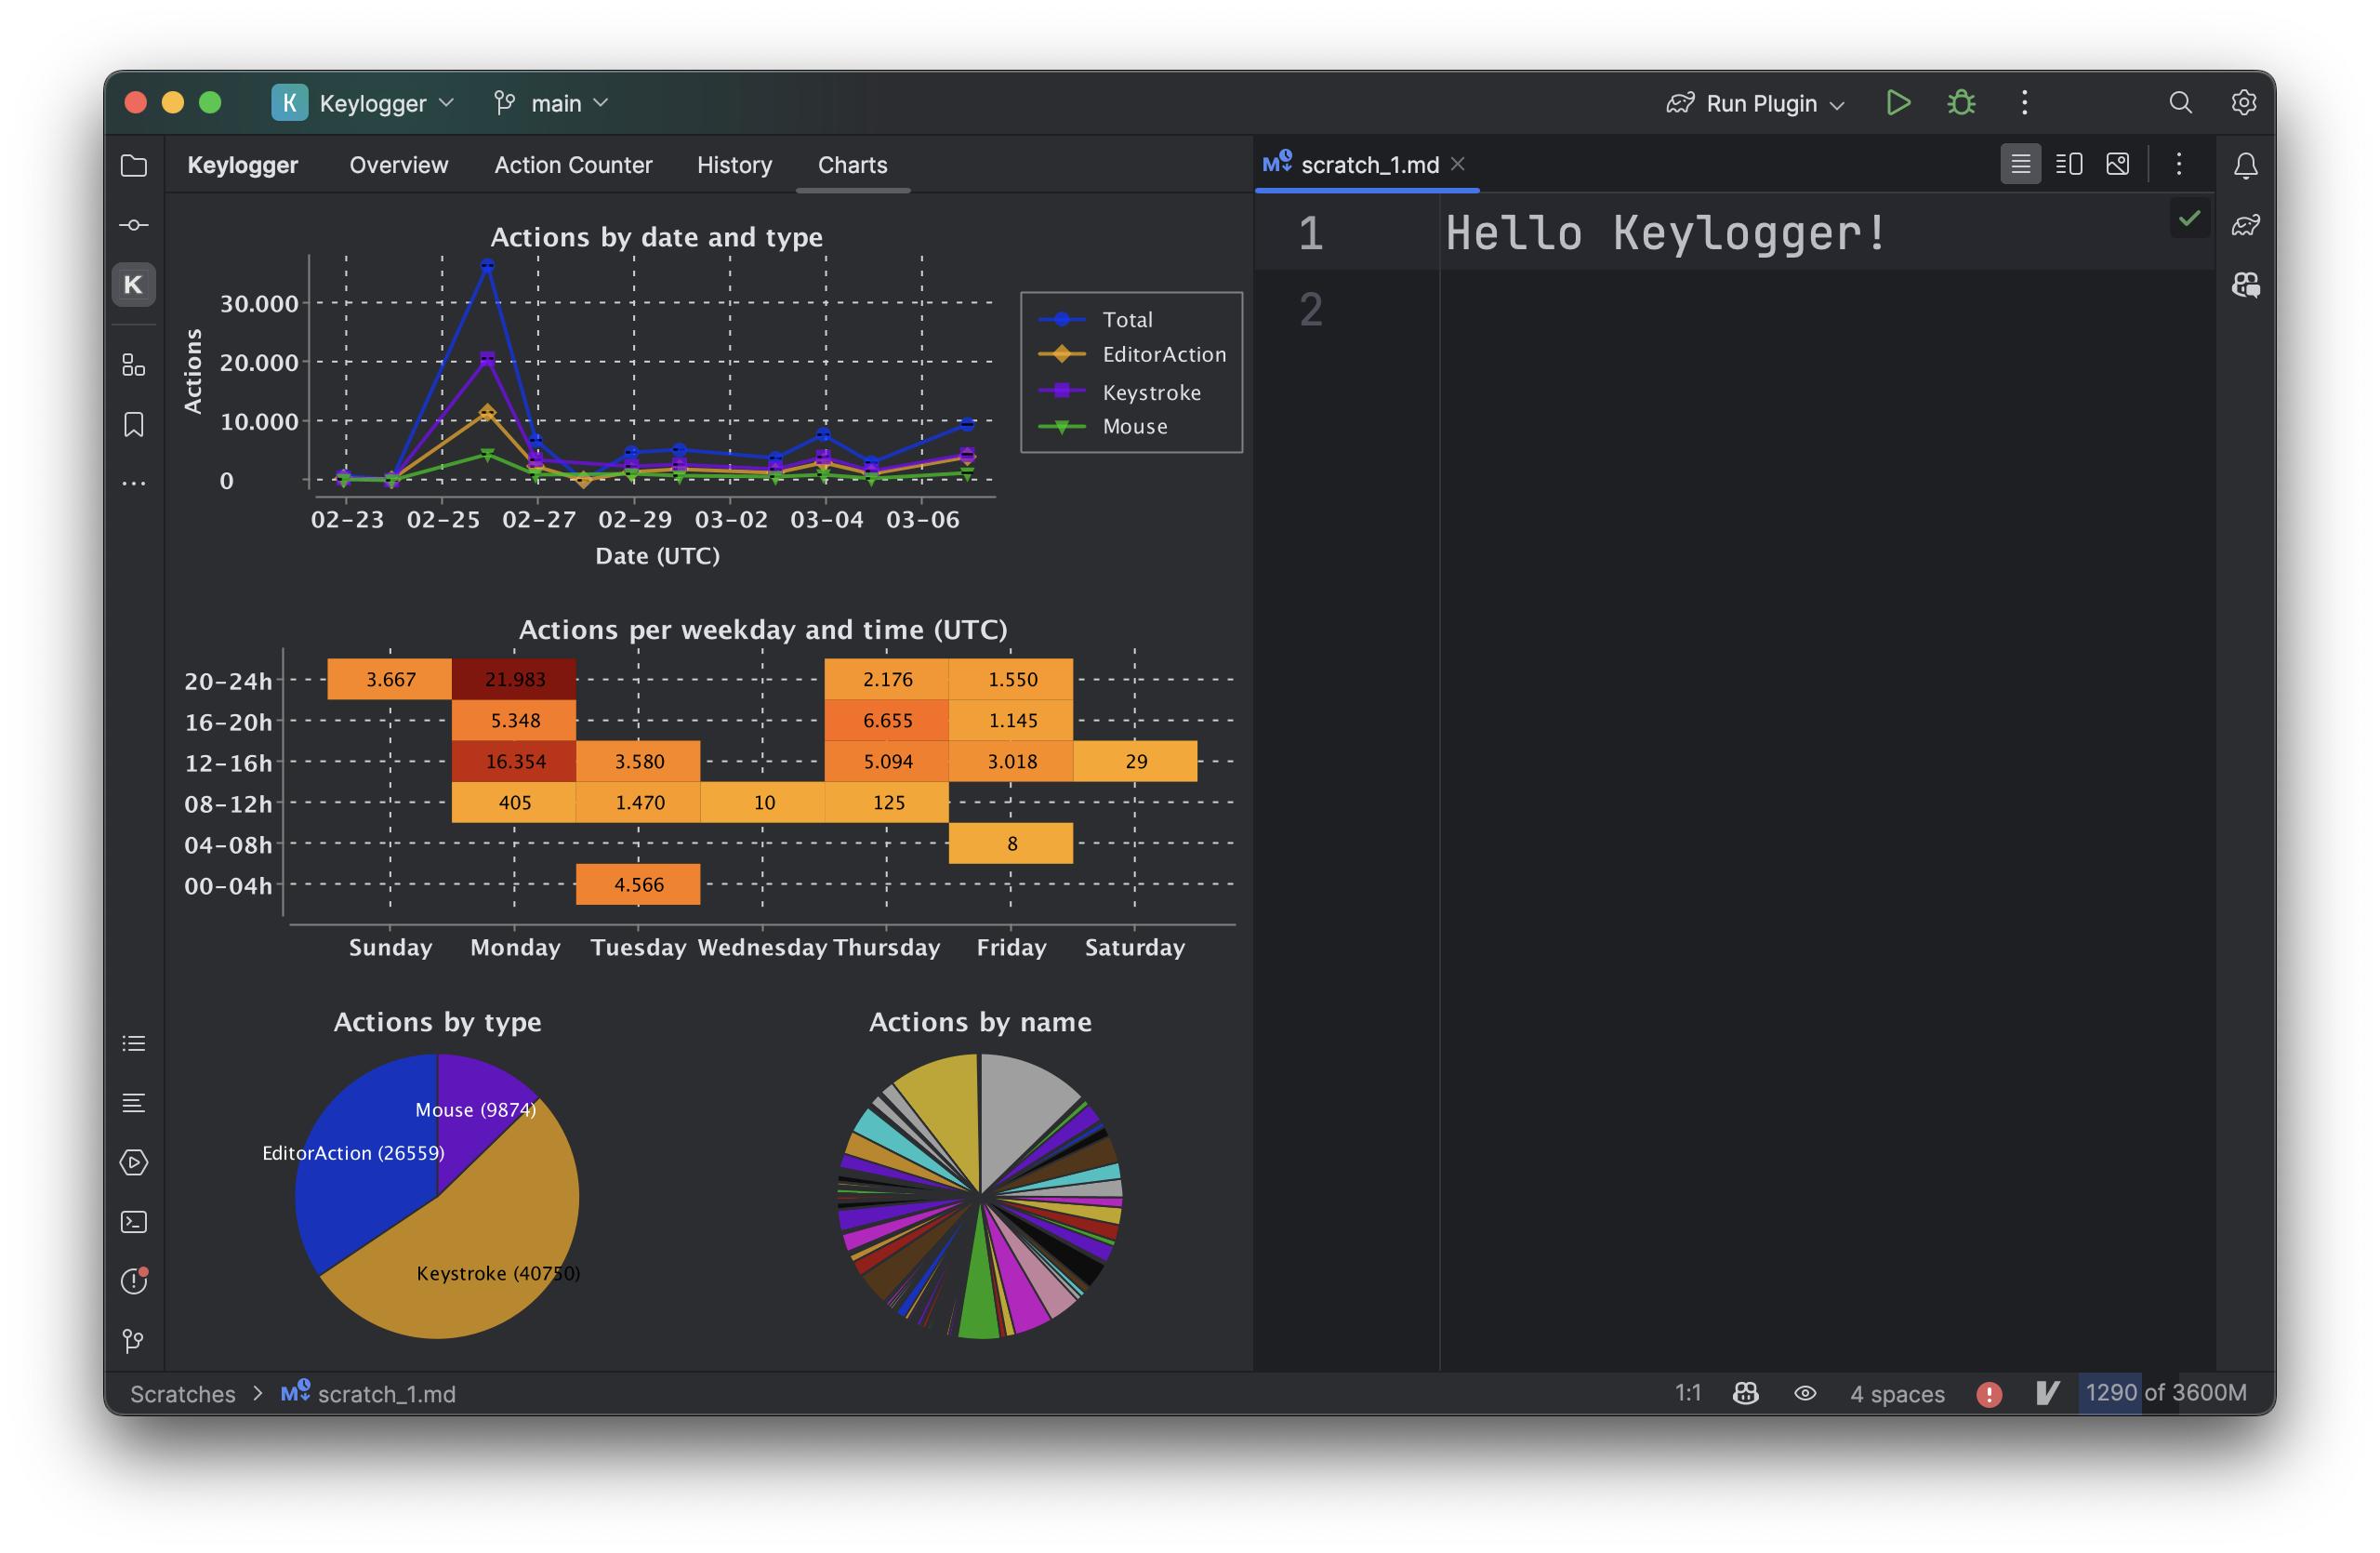 K Keylogger main Run Plugin
Keylogger Overview Action Counter History Charts
K
Actions by date and type
Actions
30.000
20.000
10.000
0
02-23 02-25 02-27 02-29 03-02 03-04 03-06
Date (UTC)
Total
EditorAction
Keystroke
Mouse
Actions per weekday and time (UTC)
20-24h 3.667 21.983 2.176 1.550
16-20h 5.348 6.655 1.145
12-16h 16.354 3.580 5.094 3.018 29
08-12h 405 1.470 10 125
04-08h 8
00-04h 4.566
Sunday Monday Tuesday Wednesday Thursday Friday Saturday
Actions by type
Mouse (9874)
EditorAction (26559)
Keystroke (40750)
Actions by name
M scratch_1.md
1 Hello Keylogger!
2
Scratches > M scratch_1.md 1:1 4 spaces 1290 of 3600M